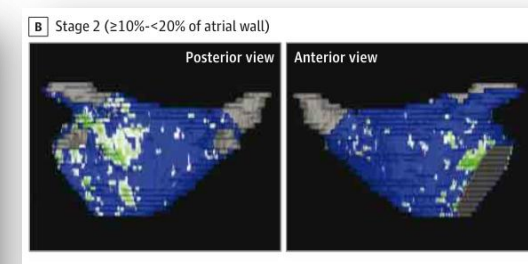 B Stage 2 (≥10%-<20% of atrial wall)
Posterior view
Anterior view